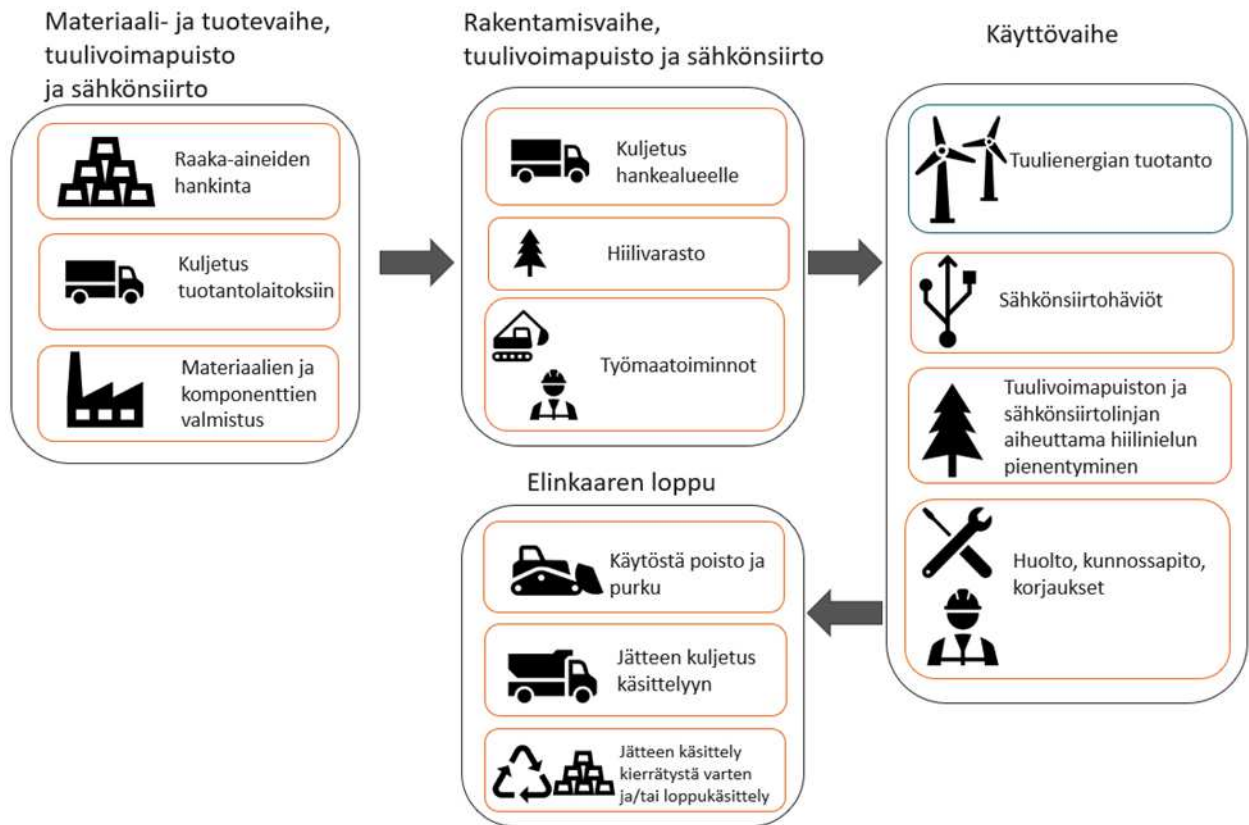 Materiaali- ja tuotevaihe,
tuulivoimapuisto
ja sähkönsiirto
Raaka-aineiden
hankinta
Kuljetus
tuotantolaitoksiin
Materiaalien ja
komponenttien
valmistus
Rakentamisvaihe,
tuulivoimapuisto ja sähkönsiirto
Kuljetus
hankealueelle
Hiilivarasto
Työmaatoiminnot
Käyttövaihe
Tuulienergian tuotanto
Sähkönsiirtohäviöt
Tuulivoimapuiston ja
sähkönsiirtolinjan
aiheuttama hiilinielun
pienentyminen
Huolto, kunnossapito,
korjaukset
Elinkaaren loppu
Käytöstä poisto ja
purku
Jätteen kuljetus
käsittelyyn
Jätteen käsittely
kierrätystä varten
ja/tai loppukäsittely